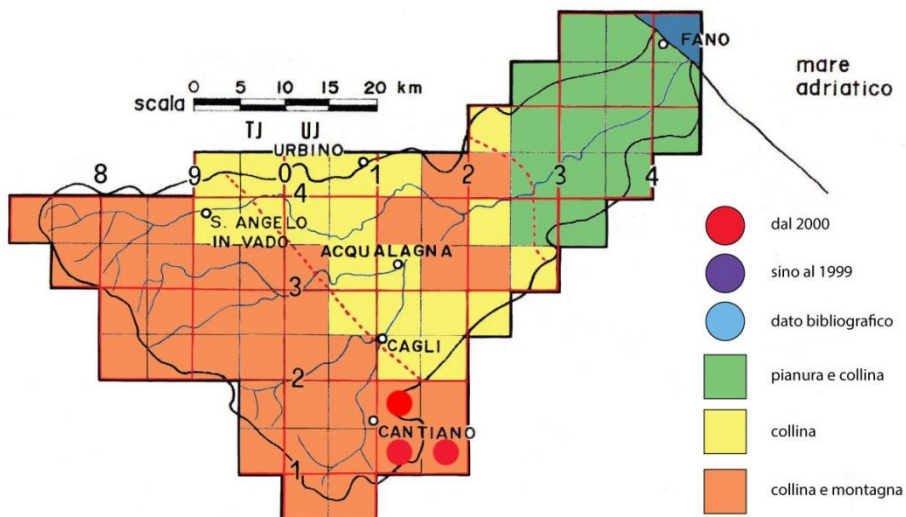 FANO
mare
adriatico
scala
0 5 10 15 20 km
TJ UJ
URBINO
8 9 0 1 2 3 4
4
S. ANGELO
IN VADO
ACQUALAGNA
3
CAGLI
2
CANTIANO
1
dal 2000
sino al 1999
dato bibliografico
pianura e collina
collina
collina e montagna